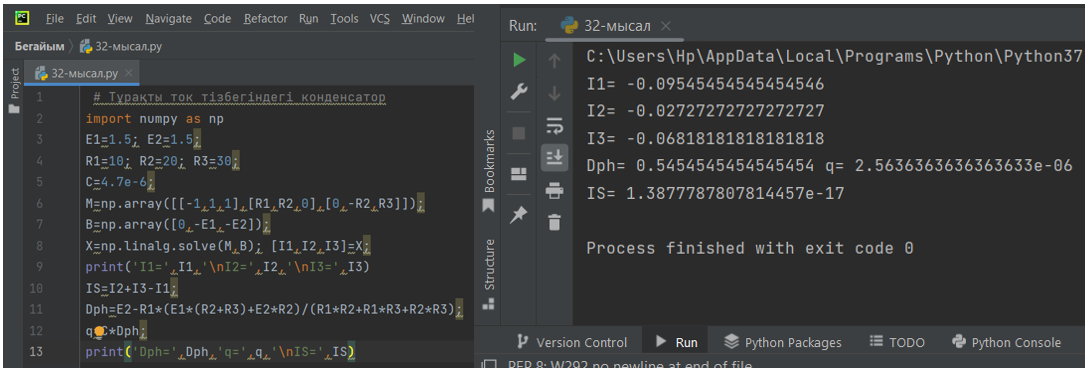 File Edit View Navigate Code Refactor Run Tools VCS Window Hel
Бегайым 32-мысал.py
Project
32-мысал.py
1 # Тұрақты ток тізбегіндегі конденсатор
2 import numpy as np
3 E1=1.5; E2=1.5;
4 R1=10; R2=20; R3=30;
5 C=4.7e-6;
6 M=np.array([[-1,1,1],[R1,R2,0],[0,-R2,R3]]);
7 B=np.array([0,-E1,-E2]);
8 X=np.linalg.solve(M,B); [I1,I2,I3]=X;
9 print('I1=',I1,'\nI2=',I2,'\nI3=',I3)
10 IS=I2+I3-I1;
11 Dph=E2-R1*(E1*(R2+R3)+E2*R2)/(R1*R2+R1*R3+R2*R3);
12 q C*Dph;
13 print('Dph=',Dph,'q=',q,'\nIS=',IS)
Run: 32-мысал
C:\Users\Hp\AppData\Local\Programs\Python\Python37
I1= -0.09545454545454546
I2= -0.02727272727272727
I3= -0.06818181818181818
Dph= 0.5454545454545454 q= 2.5636363636363633e-06
IS= 1.3877787807814457e-17
Process finished with exit code 0
Bookmarks
Structure
Version Control Run Python Packages TODO Python Console
PEP 8: W292 no newline at end of file